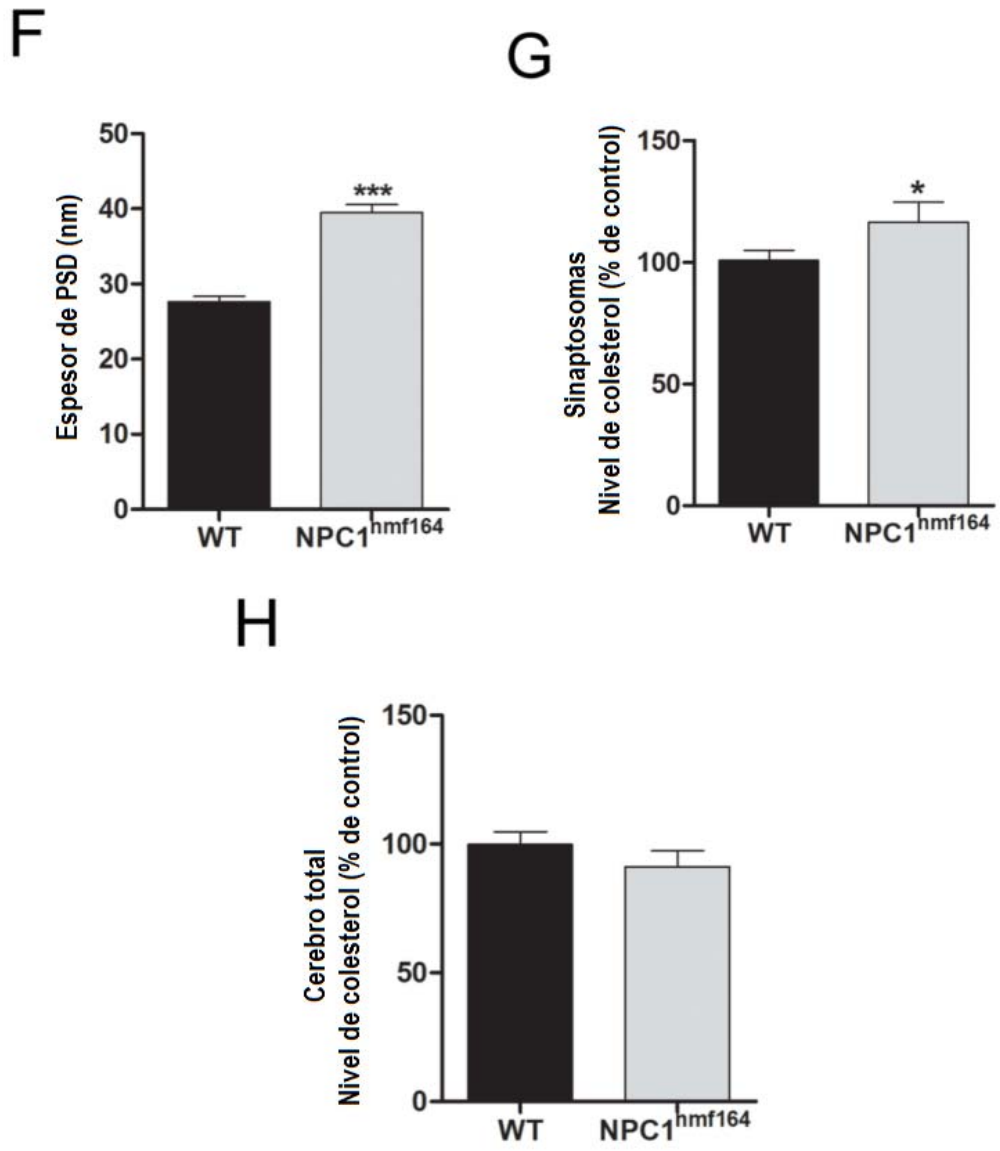 F
Espesor de PSD (nm)
50
40
30
20
10
0
***
WT
NPC1hmf164
G
Sinaptosomas
Nivel de colesterol (% de control)
150
100
50
0
*
WT
NPC1hmf164
H
Cerebro total
Nivel de colesterol (% de control)
150
100
50
0
WT
NPC1hmf164